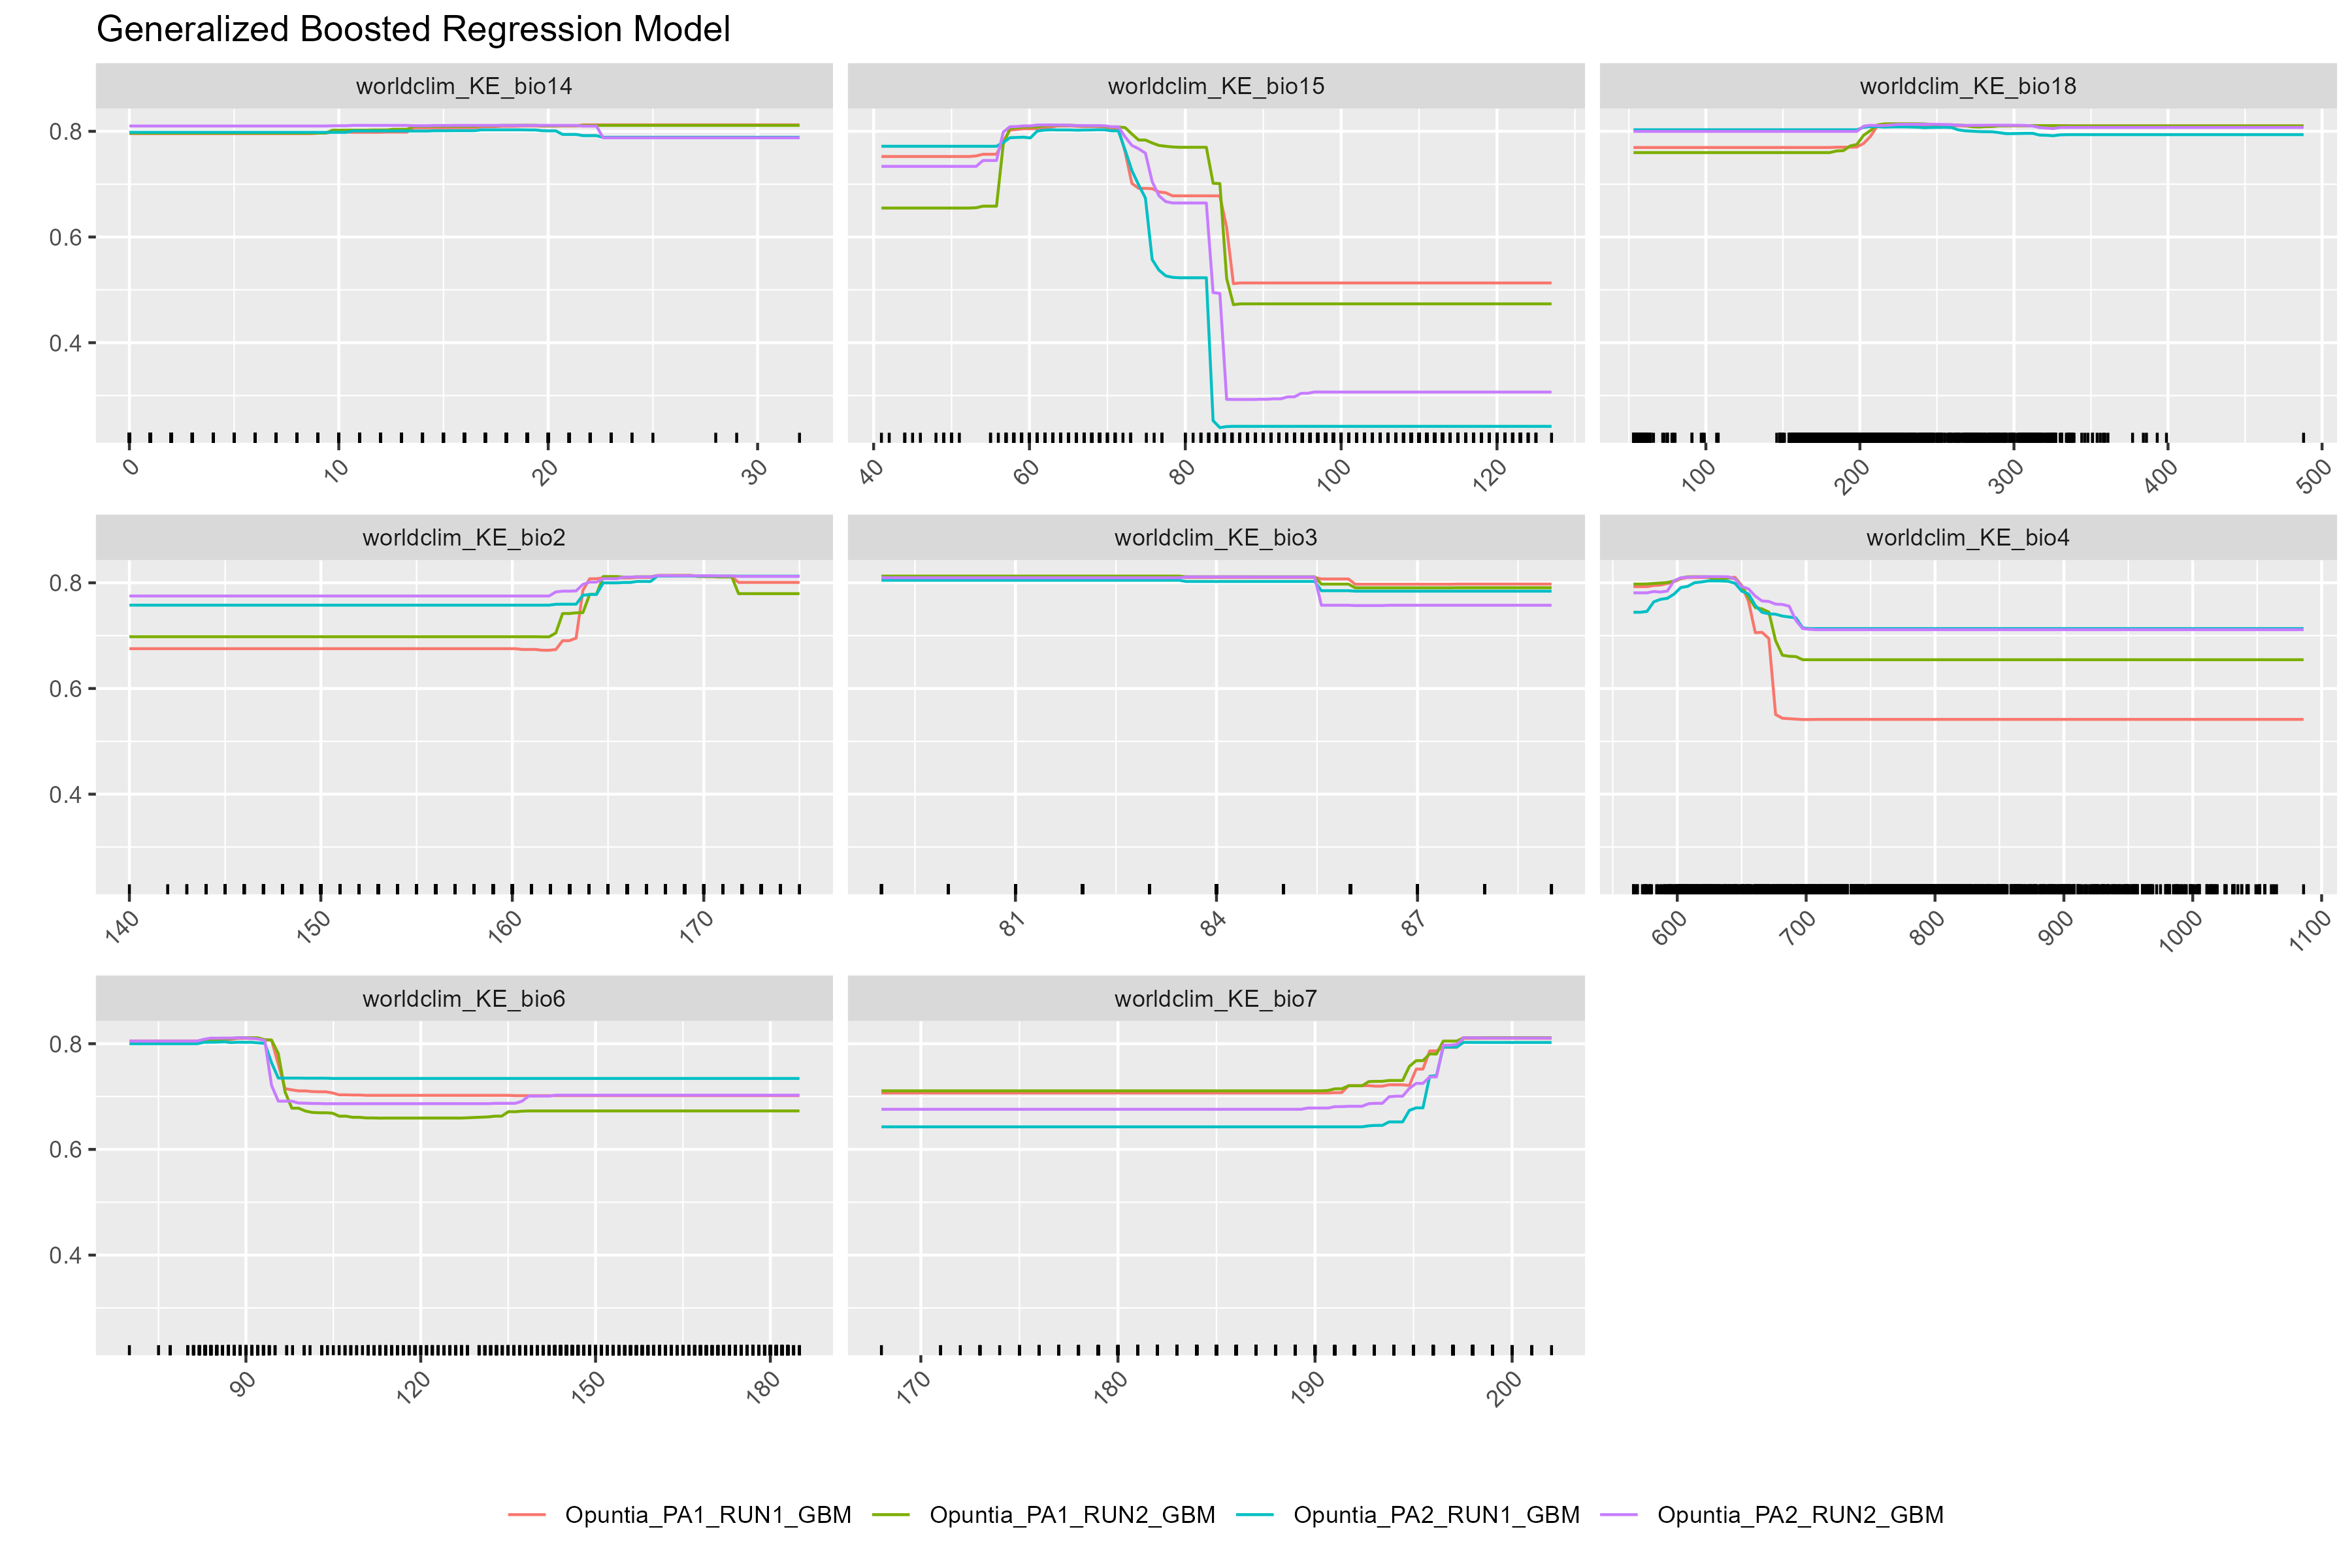 Generalized Boosted Regression Model
worldclim_KE_bio14 worldclim_KE_bio15 worldclim_KE_bio18
0.8
0.6
0.4
0 10 20 30 40 60 80 100 120 100 200 300 400 500
worldclim_KE_bio2 worldclim_KE_bio3 worldclim_KE_bio4
0.8
0.6
0.4
140 150 160 170 81 84 87 600 700 800 900 1000 1100
worldclim_KE_bio6 worldclim_KE_bio7
0.8
0.6
0.4
90 120 150 180 170 180 190 200
Opuntia_PA1_RUN1_GBM Opuntia_PA1_RUN2_GBM Opuntia_PA2_RUN1_GBM Opuntia_PA2_RUN2_GBM